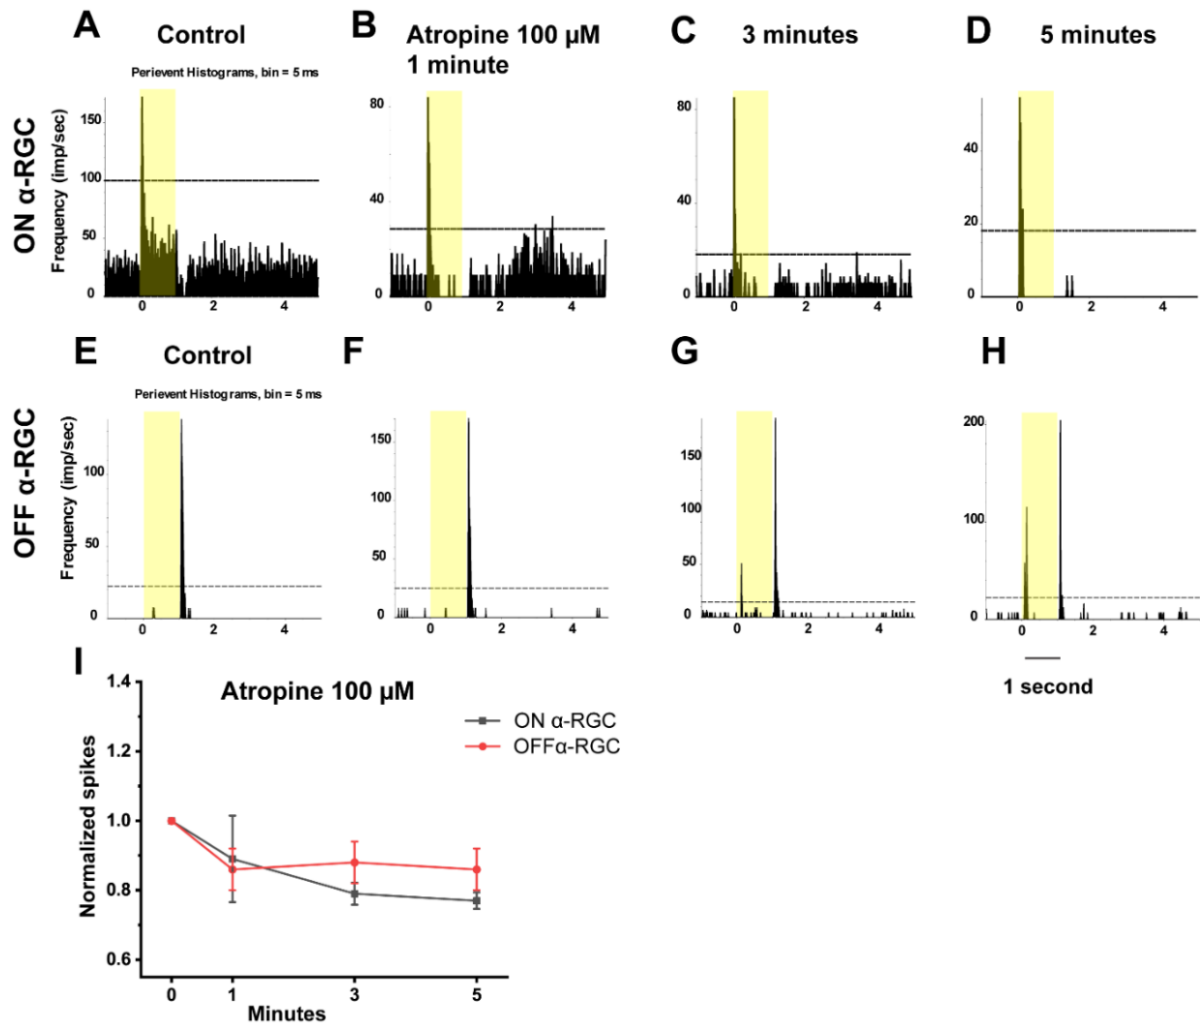 A Control
B Atropine 100 µM
1 minute
C 3 minutes
D 5 minutes
Perievent Histograms, bin = 5 ms
ON α-RGC
Frequency (imp/sec)
150
100
50
0
0 2 4
80
40
0
0 2 4
80
40
0
0 2 4
40
20
0
0 2 4
E Control
F
G
H
Perievent Histograms, bin = 5 ms
OFF α-RGC
Frequency (imp/sec)
100
50
0
0 2 4
150
100
50
0
0 2 4
150
100
50
0
0 2 4
200
100
0
0 2 4
1 second
I
Atropine 100 µM
ON α-RGC
OFFα-RGC
Normalized spikes
1.4
1.2
1.0
0.8
0.6
0 1 3 5
Minutes